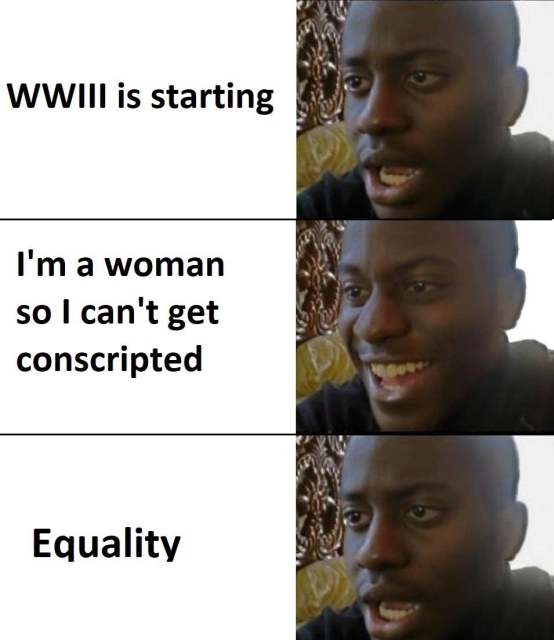 WWIII is starting
I'm a woman
so I can't get
conscripted
Equality